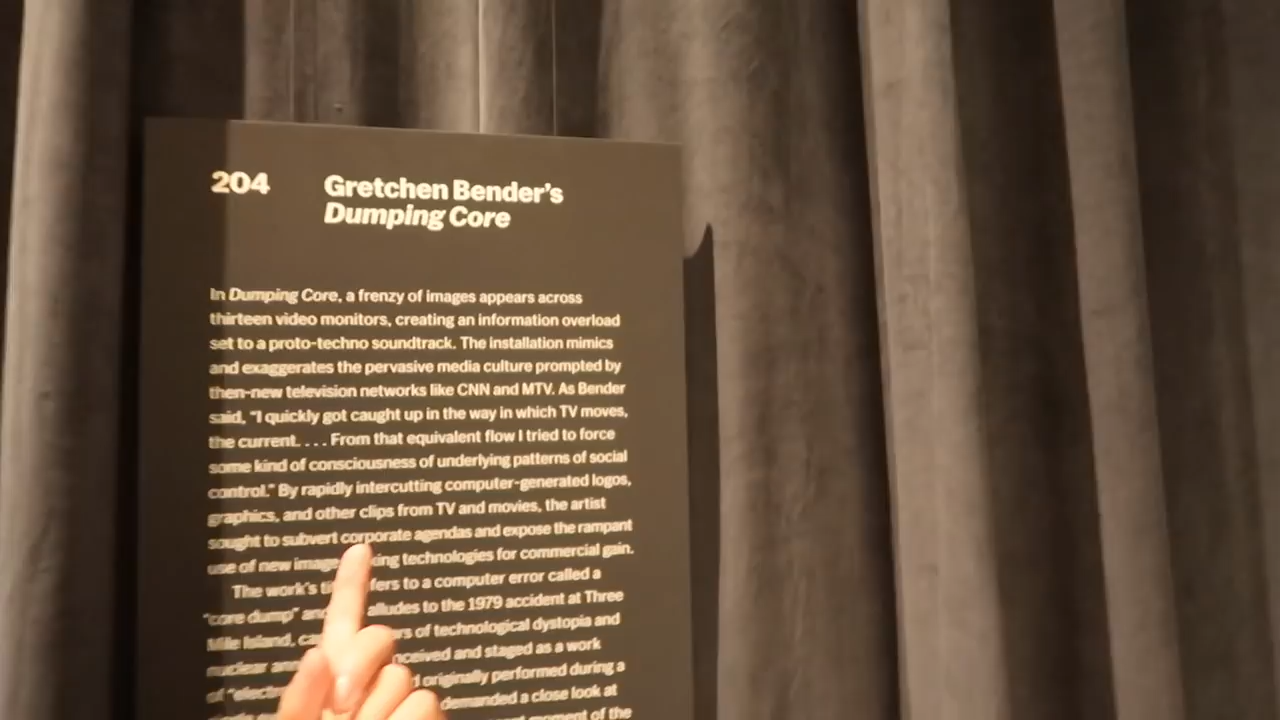 204
Gretchen Bender's
Dumping Core
In Dumping Core, a frenzy of images appears across
thirteen video monitors, creating an information overload
set to a proto-techno soundtrack. The installation mimics
and exaggerates the pervasive media culture prompted by
then-new television networks like CNN and MTV. As Bender
said, "I quickly got caught up in the way in which TV moves,
the current. . . . From that equivalent flow I tried to force
some kind of consciousness of underlying patterns of social
control." By rapidly intercutting computer-generated logos,
graphics, and other clips from TV and movies, the artist
sought to subvert corporate agendas and expose the rampant
use of new image technologies for commercial gain.
The work's to a computer error called a
"core dump" alludes to the 1979 accident at Three
Mile Island, of technological dystopia and
nuclear and staged as a work
of originally performed during a
demanded a close look at
moment of the